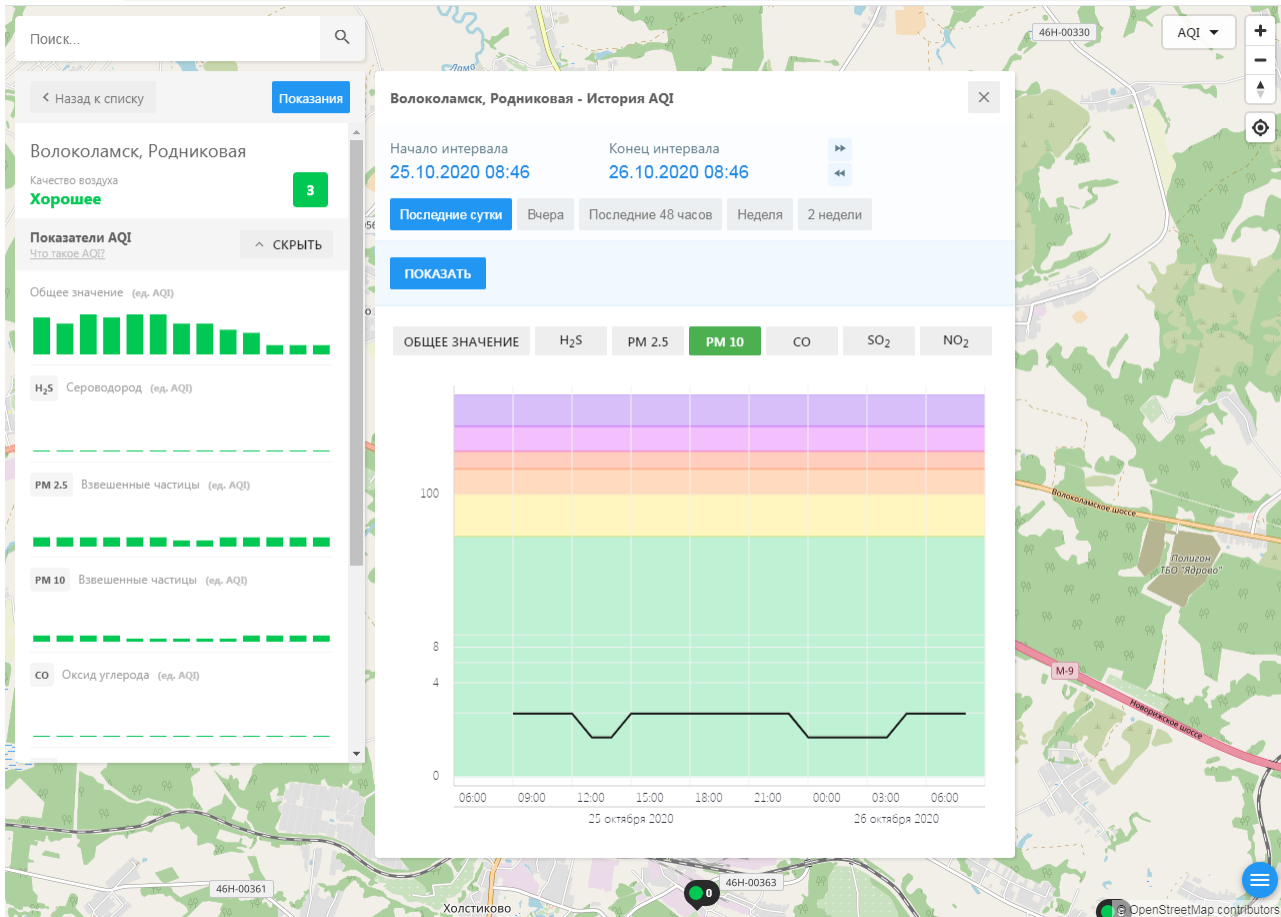 Поиск...
Назад к списку
Показания
Волоколамск, Родниковая
Качество воздуха
Хорошее
3
Показатели AQI
Что такое AQI?
СКРЫТЬ
Общее значение (ед. AQI)
H2S Сероводород (ед. AQI)
PM 2.5 Взвешенные частицы (ед. AQI)
PM 10 Взвешенные частицы (ед. AQI)
CO Оксид углерода (ед. AQI)
Волоколамск, Родниковая - История AQI
Начало интервала
25.10.2020 08:46
Конец интервала
26.10.2020 08:46
Последние сутки
Вчера
Последние 48 часов
Неделя
2 недели
ПОКАЗАТЬ
ОБЩЕЕ ЗНАЧЕНИЕ
H2S
PM 2.5
PM 10
CO
SO2
NO2
100
8
4
0
06:00 09:00 12:00 15:00 18:00 21:00 00:00 03:00 06:00
25 октября 2020 26 октября 2020
46Н-00330
AQI
Волоколамское шоссе
Полигон
ТБО "Ядрово"
М-9
Новорижское шоссе
46Н-00361
46Н-00363
0
Холстиково
© OpenStreetMap contributors